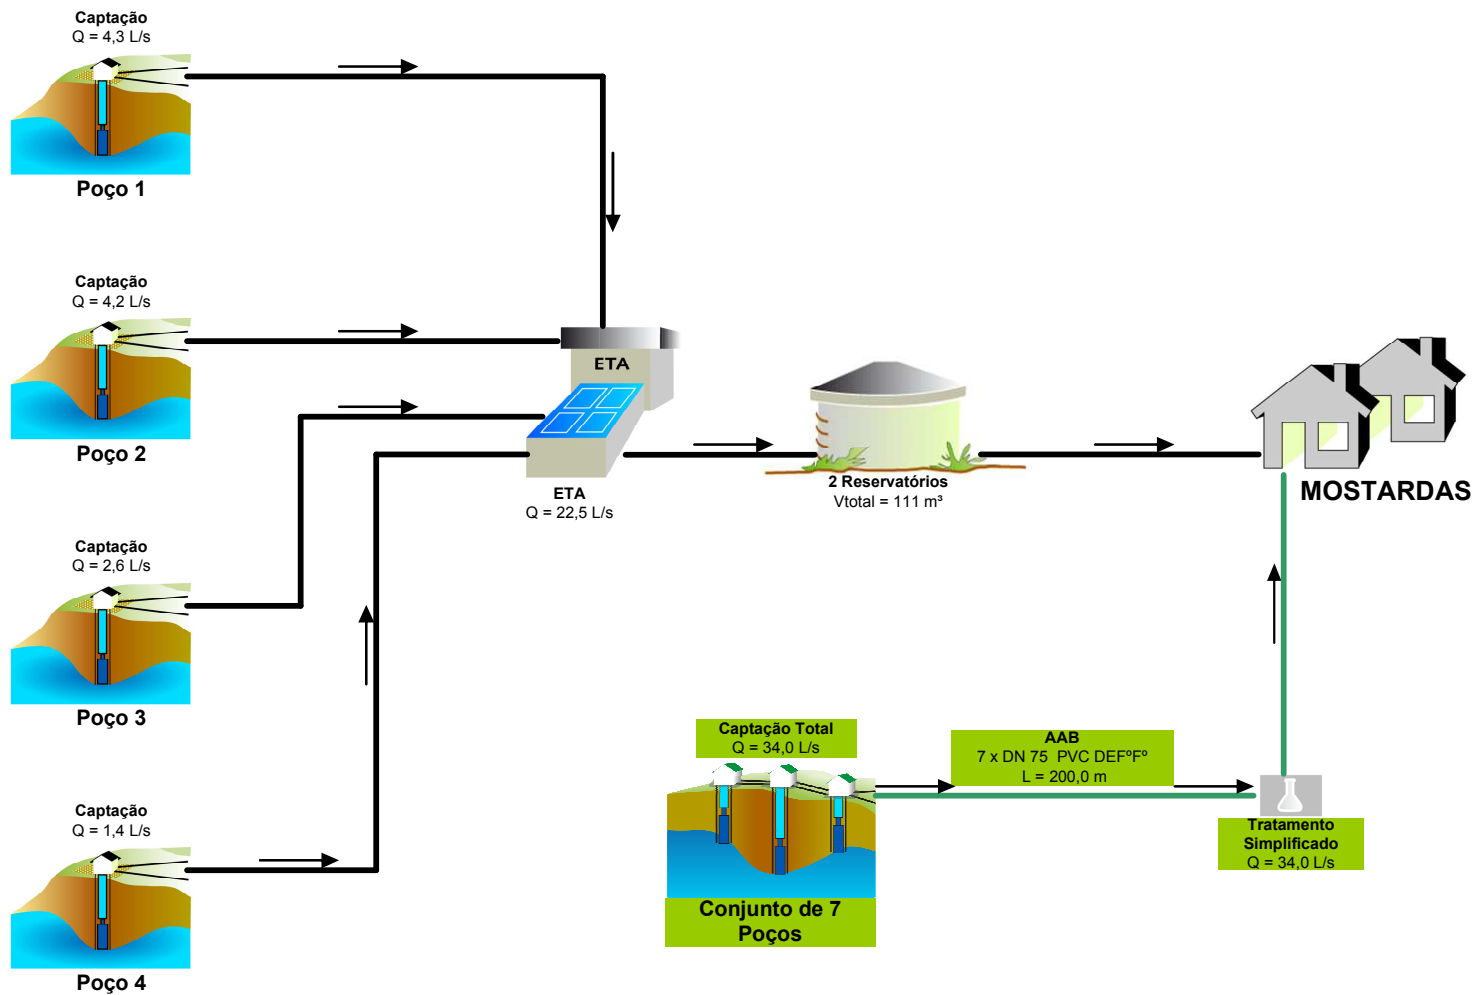 Captação
Q = 4,3 L/s
Poço 1
Captação
Q = 4,2 L/s
Poço 2
Captação
Q = 2,6 L/s
Poço 3
Captação
Q = 1,4 L/s
Poço 4
ETA
ETA
Q = 22,5 L/s
2 Reservatórios
Vtotal = 111 m³
MOSTARDAS
Captação Total
Q = 34,0 L/s
Conjunto de 7
Poços
AAB
7 x DN 75 PVC DEFºFº
L = 200,0 m
Tratamento
Simplificado
Q = 34,0 L/s